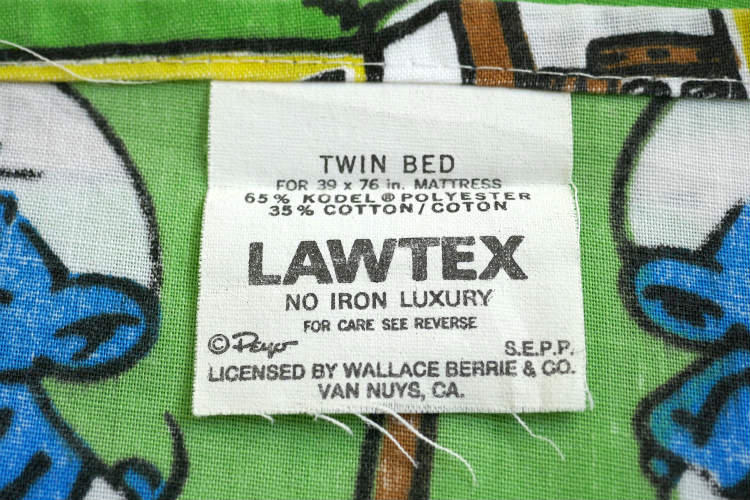 TWIN BED
FOR 39 x 76 in. MATTRESS
65% KODEL® POLYESTER
35% COTTON/COTON
LAWTEX
NO IRON LUXURY
FOR CARE SEE REVERSE
© Peyo S.E.P.P.
LICENSED BY WALLACE BERRIE & CO.
VAN NUYS, CA.